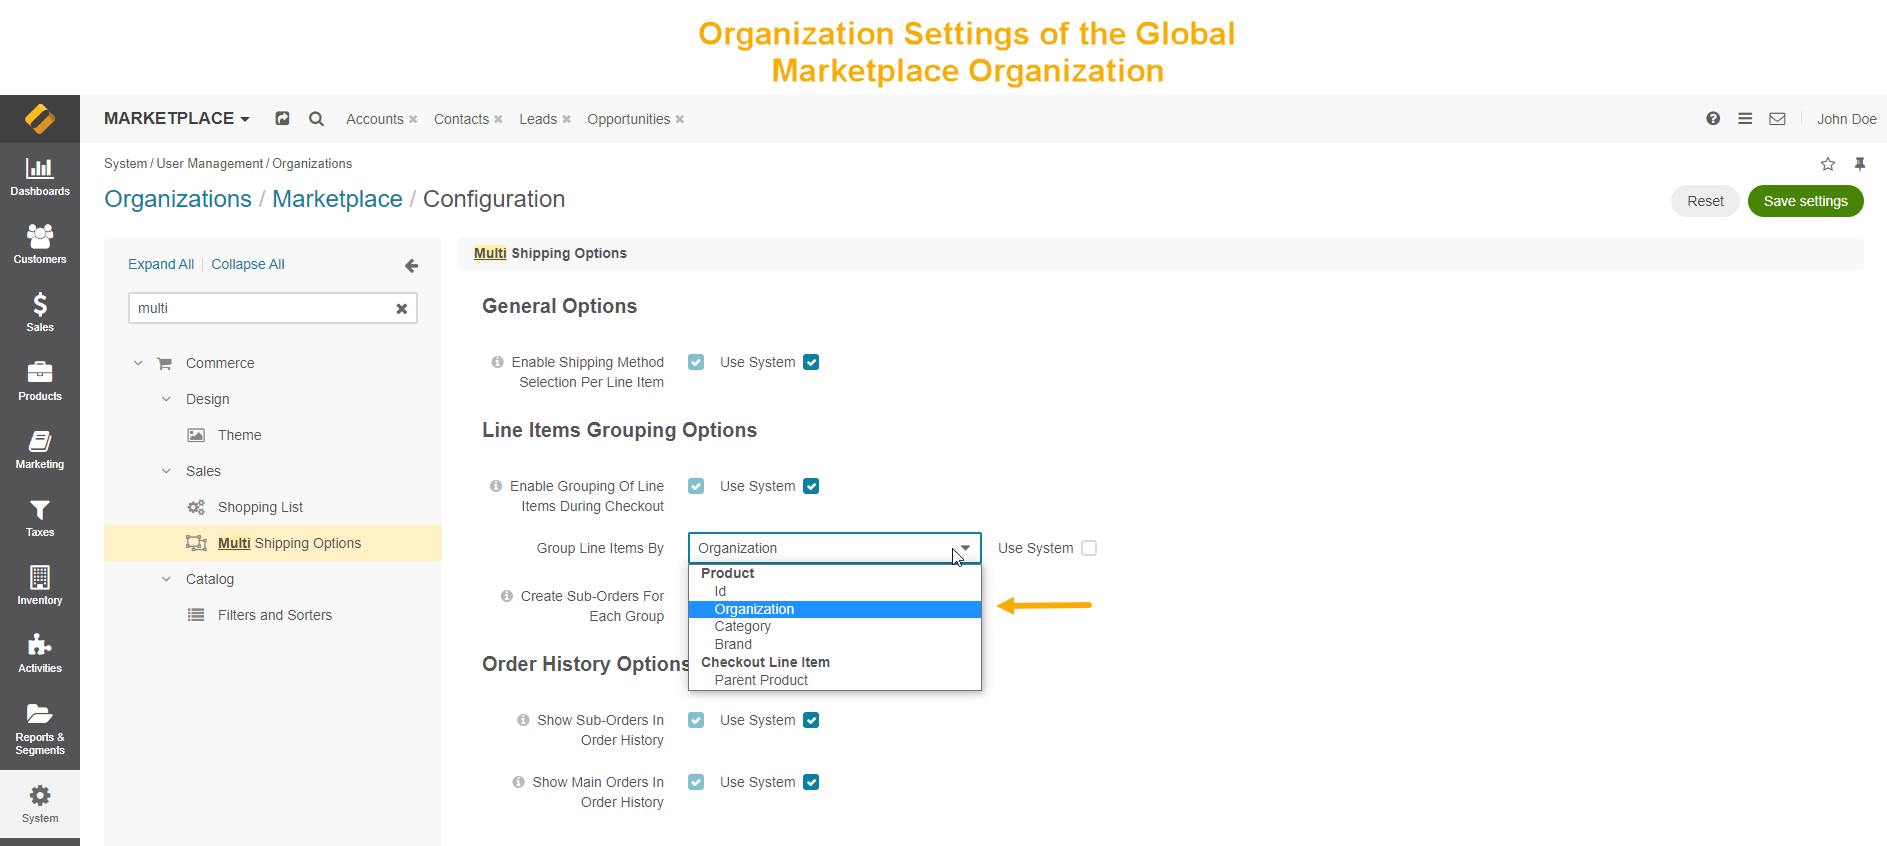 Organization Settings of the Global
Marketplace Organization
MARKETPLACE
Accounts
Contacts
Leads
Opportunities
John Doe
System / User Management / Organizations
Organizations / Marketplace / Configuration
Reset
Save settings
Dashboards
Customers
Sales
Products
Marketing
Taxes
Inventory
Activities
Reports &
Segments
System
Expand All
Collapse All
multi
Commerce
Design
Theme
Sales
Shopping List
Multi Shipping Options
Catalog
Filters and Sorters
Multi Shipping Options
General Options
Enable Shipping Method
Selection Per Line Item
Use System
Line Items Grouping Options
Enable Grouping Of Line
Items During Checkout
Use System
Group Line Items By
Organization
Use System
Product
Id
Organization
Category
Brand
Checkout Line Item
Parent Product
Create Sub-Orders For
Each Group
Order History Options
Show Sub-Orders In
Order History
Use System
Show Main Orders In
Order History
Use System